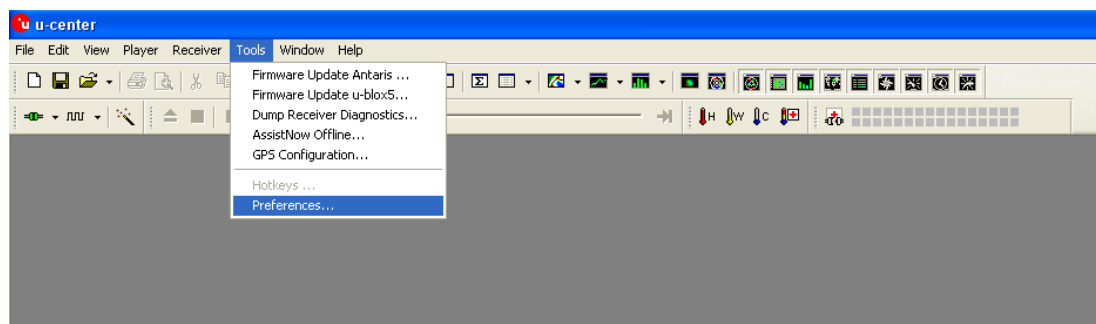 u-center
File Edit View Player Receiver Tools Window Help
Firmware Update Antaris ...
Firmware Update u-blox5...
Dump Receiver Diagnostics...
AssistNow Offline...
GPS Configuration...
Hotkeys ...
Preferences...
H W C